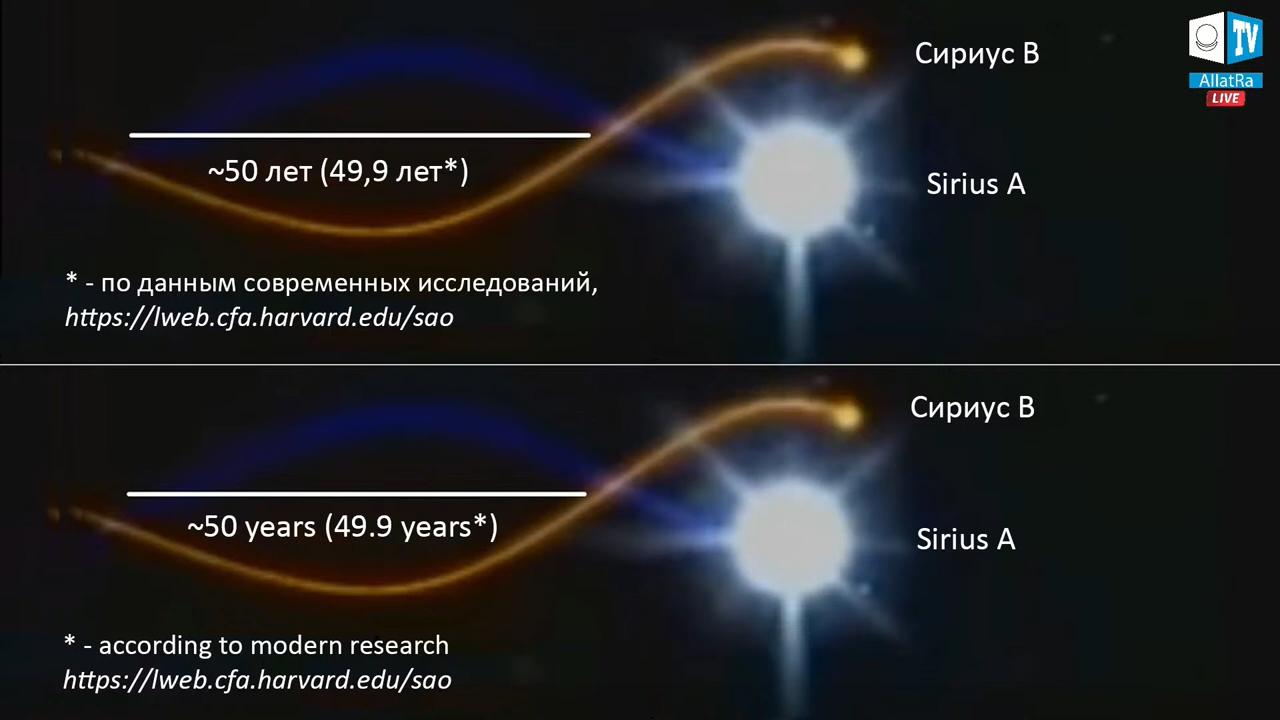 Сириус В
TV
AllatRa
LIVE
~50 лет (49,9 лет*)
Sirius A
* - по данным современных исследований,
https://lweb.cfa.harvard.edu/sao
Сириус В
~50 years (49.9 years*)
Sirius A
* - according to modern research
https://lweb.cfa.harvard.edu/sao